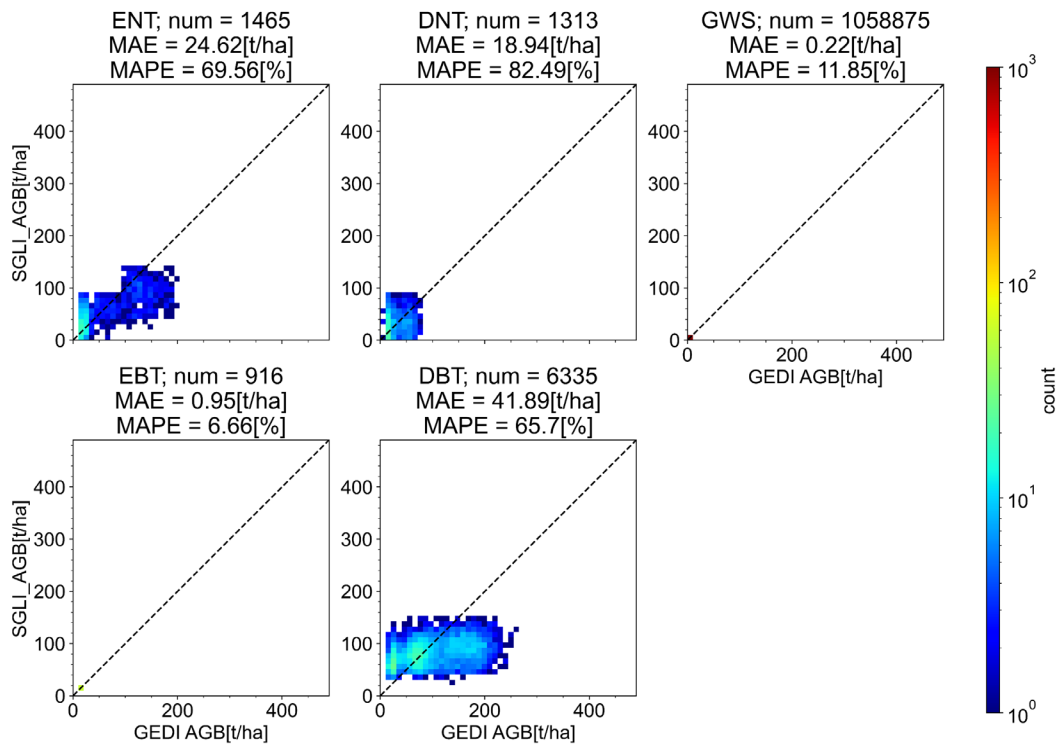 ENT; num = 1465
MAE = 24.62[t/ha]
MAPE = 69.56[%]
DNT; num = 1313
MAE = 18.94[t/ha]
MAPE = 82.49[%]
GWS; num = 1058875
MAE = 0.22[t/ha]
MAPE = 11.85[%]
SGLI_AGB[t/ha]
400
300
200
100
0
400
300
200
100
0
400
300
200
100
0
0
200
400
GEDI AGB[t/ha]
EBT; num = 916
MAE = 0.95[t/ha]
MAPE = 6.66[%]
DBT; num = 6335
MAE = 41.89[t/ha]
MAPE = 65.7[%]
SGLI_AGB[t/ha]
400
300
200
100
0
0
200
400
GEDI AGB[t/ha]
400
300
200
100
0
0
200
400
GEDI AGB[t/ha]
10³
10²
10¹
10⁰
count